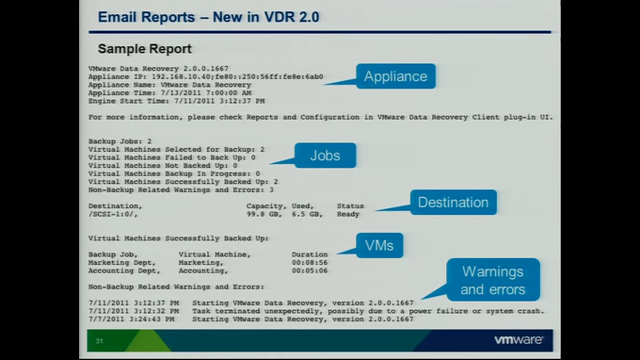 Email Reports – New in VDR 2.0
Sample Report
VMware Data Recovery 2.0.0.1667
Appliance IP: 192.168.10.40;fe80::250:56ff:fe8e:6ab0
Appliance Name: VMware Data Recovery
Appliance Time: 7/13/2011 7:00:00 AM
Engine Start Time: 7/11/2011 3:12:37 PM
Appliance
For more information, please check Reports and Configuration in VMware Data Recovery Client plug-in UI.
Backup Jobs: 2
Virtual Machines Selected for Backup: 2
Virtual Machines Failed to Back Up: 0
Virtual Machines Not Backed Up: 0
Virtual Machines Backup In Progress: 0
Virtual Machines Successfully Backed Up: 2
Non-Backup Related Warnings and Errors: 3
Jobs
Destination, Capacity, Used, Status
/SCSI-1:0/, 99.8 GB, 6.5 GB, Ready
Destination
Virtual Machines Successfully Backed Up:
Backup Job, Virtual Machine, Duration
Marketing Dept, Marketing, 00:08:56
Accounting Dept, Accounting, 00:05:06
VMs
Non-Backup Related Warnings and Errors:
Warnings
and errors
7/11/2011 3:12:37 PM Starting VMware Data Recovery, version 2.0.0.1667
7/11/2011 3:12:32 PM Task terminated unexpectedly, possibly due to a power failure or system crash.
7/7/2011 3:24:43 PM Starting VMware Data Recovery, version 2.0.0.1667
31
vmware